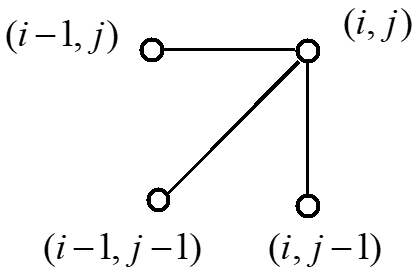 (i−1, j)
(i, j)
(i−1, j−1)
(i, j−1)